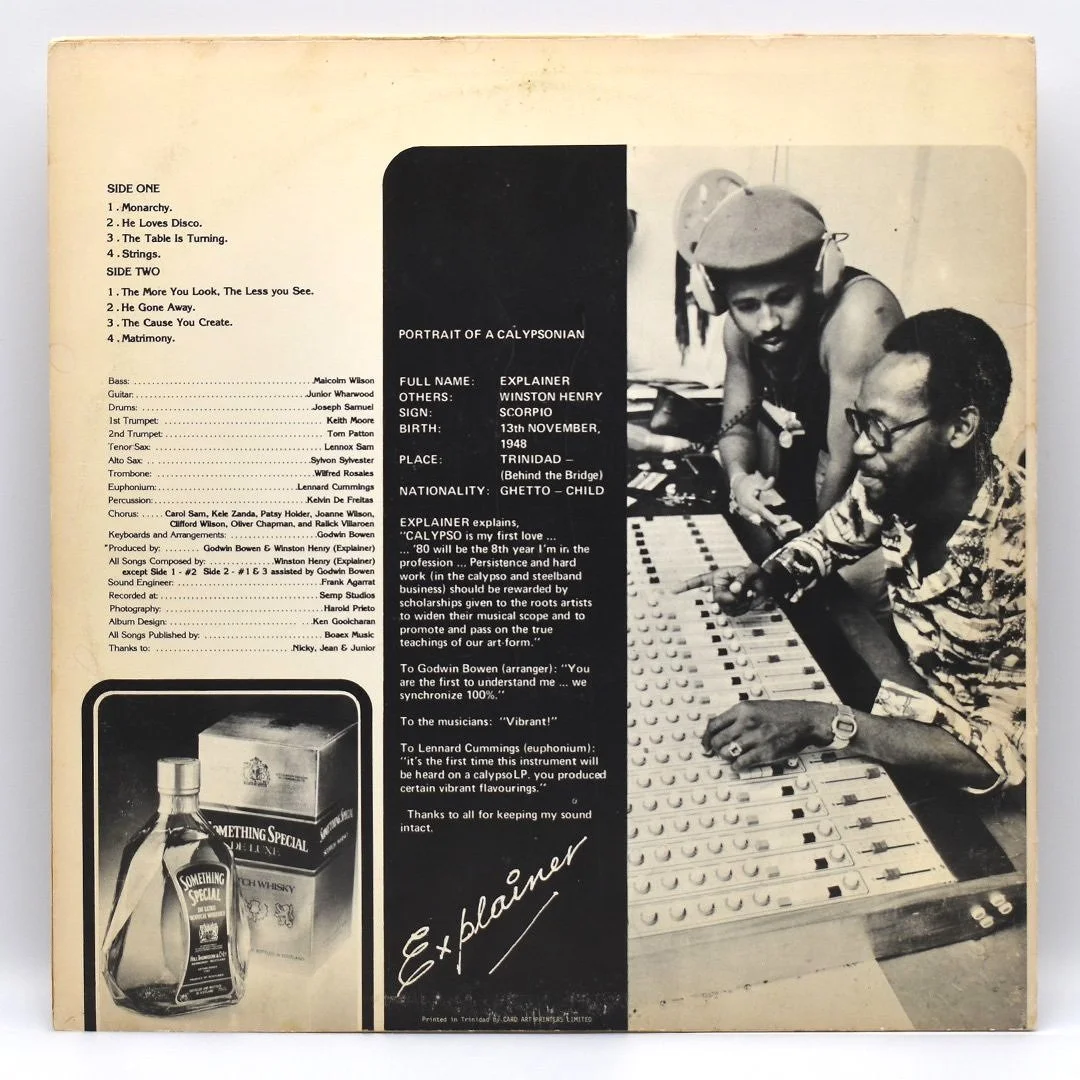 SIDE ONE
1 . Monarchy.
2 . He Loves Disco.
3 . The Table Is Turning.
4 . Strings.
SIDE TWO
1 . The More You Look, The Less you See.
2 . He Gone Away.
3 . The Cause You Create.
4 . Matrimony.
Bass: Malcolm Wilson
Guitar: Junior Wharwood
Drums: Joseph Samuel
1st Trumpet: Keith Moore
2nd Trumpet: Tom Patton
Tenor Sax: Lennox Sam
Alto Sax: Sylvon Sylvester
Trombone: Wilfred Rosales
Euphonium: Lennard Cummings
Percussion: Kelvin De Freitas
Chorus: ..... Carol Sam, Kele Zanda, Patsy Holder, Joanne Wilson,
Clifford Wilson, Oliver Chapman, and Ralick Villaroen
Keyboards and Arrangements: Godwin Bowen
*Produced by: Godwin Bowen & Winston Henry (Explainer)
All Songs Composed by: Winston Henry (Explainer)
except Side 1 - #2 Side 2 - #1 & 3 assisted by Godwin Bowen
Sound Engineer: Frank Agarrat
Recorded at: Semp Studios
Photography: Harold Prieto
Album Design: Ken Gooicharan
All Songs Published by: Boaex Music
Thanks to: Nicky, Jean & Junior
PORTRAIT OF A CALYPSONIAN
FULL NAME: EXPLAINER
OTHERS: WINSTON HENRY
SIGN: SCORPIO
BIRTH: 13th NOVEMBER,
1948
PLACE: TRINIDAD –
(Behind the Bridge)
NATIONALITY: GHETTO – CHILD
EXPLAINER explains,
"CALYPSO is my first love ...
... '80 will be the 8th year I'm in the
profession ... Persistence and hard
work (in the calypso and steelband
business) should be rewarded by
scholarships given to the roots artists
to widen their musical scope and to
promote and pass on the true
teachings of our art-form."
To Godwin Bowen (arranger): "You
are the first to understand me ... we
synchronize 100%."
To the musicians: "Vibrant!"
To Lennard Cummings (euphonium):
"it's the first time this instrument will
be heard on a calypso LP. you produced
certain vibrant flavourings."
Thanks to all for keeping my sound
intact.
Explainer
Printed in Trinidad by CARD ART PRINTERS LIMITED
SOMETHING SPECIAL
DE LUXE
SOMETHING SPECIAL
TCH WHISKY
SOMETHING
SPECIAL
DE LUXE
SCOTCH WHISKY
HILL THOMSON & Co